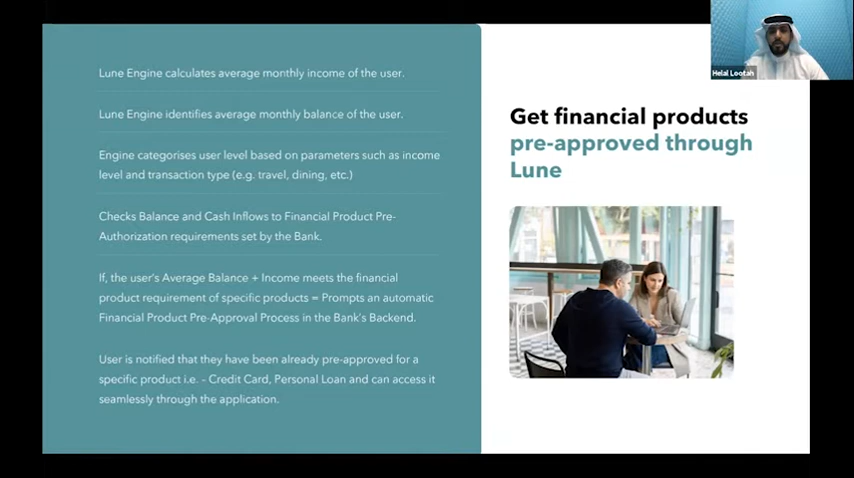 Lune Engine calculates average monthly income of the user.
Lune Engine identifies average monthly balance of the user.
Engine categorises user level based on parameters such as income
level and transaction type (e.g. travel, dining, etc.)
Checks Balance and Cash Inflows to Financial Product Pre-
Authorization requirements set by the Bank.
If, the user's Average Balance + Income meets the financial
product requirement of specific products = Prompts an automatic
Financial Product Pre-Approval Process in the Bank's Backend.
User is notified that they have been already pre-approved for a
specific product i.e. - Credit Card, Personal Loan and can access it
seamlessly through the application.
Get financial products
pre-approved through
Lune
Helal Lootah